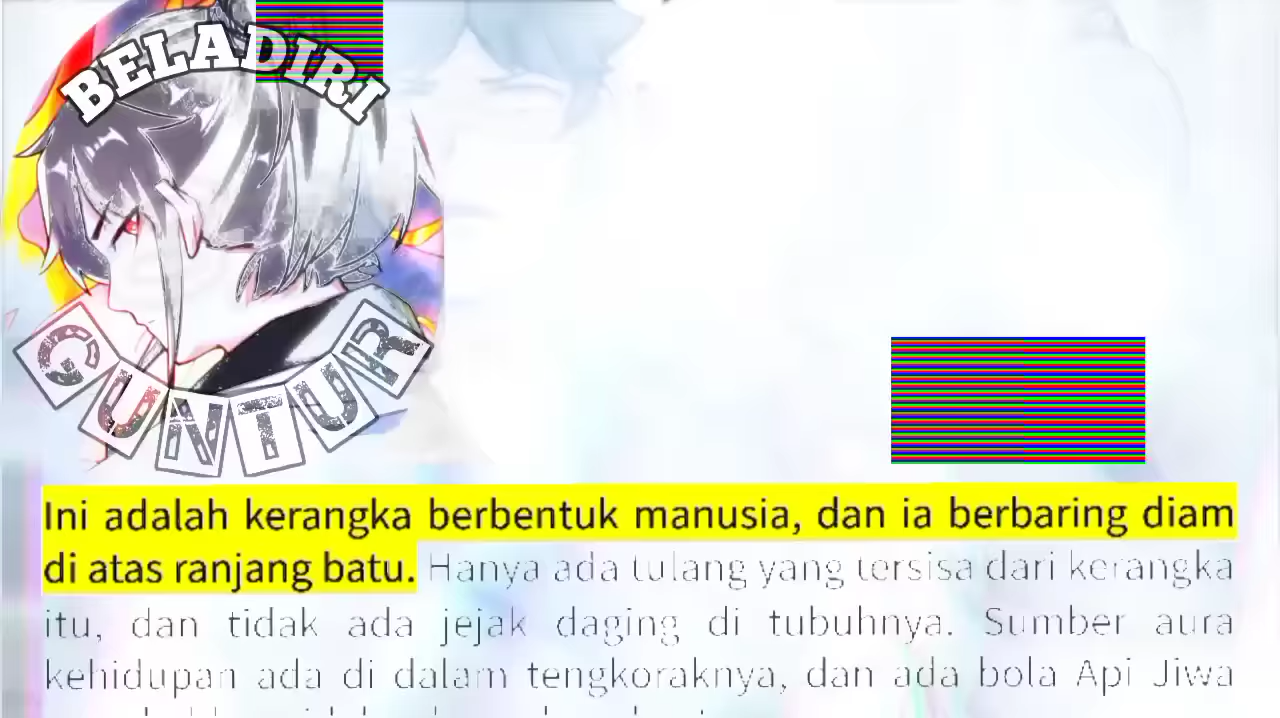 BELADIRI
GUNTUR
Ini adalah kerangka berbentuk manusia, dan ia berbaring diam
di atas ranjang batu. Hanya ada tulang yang tersisa dari kerangka
itu, dan tidak ada jejak daging di tubuhnya. Sumber aura
kehidupan ada di dalam tengkoraknya, dan ada bola Api Jiwa